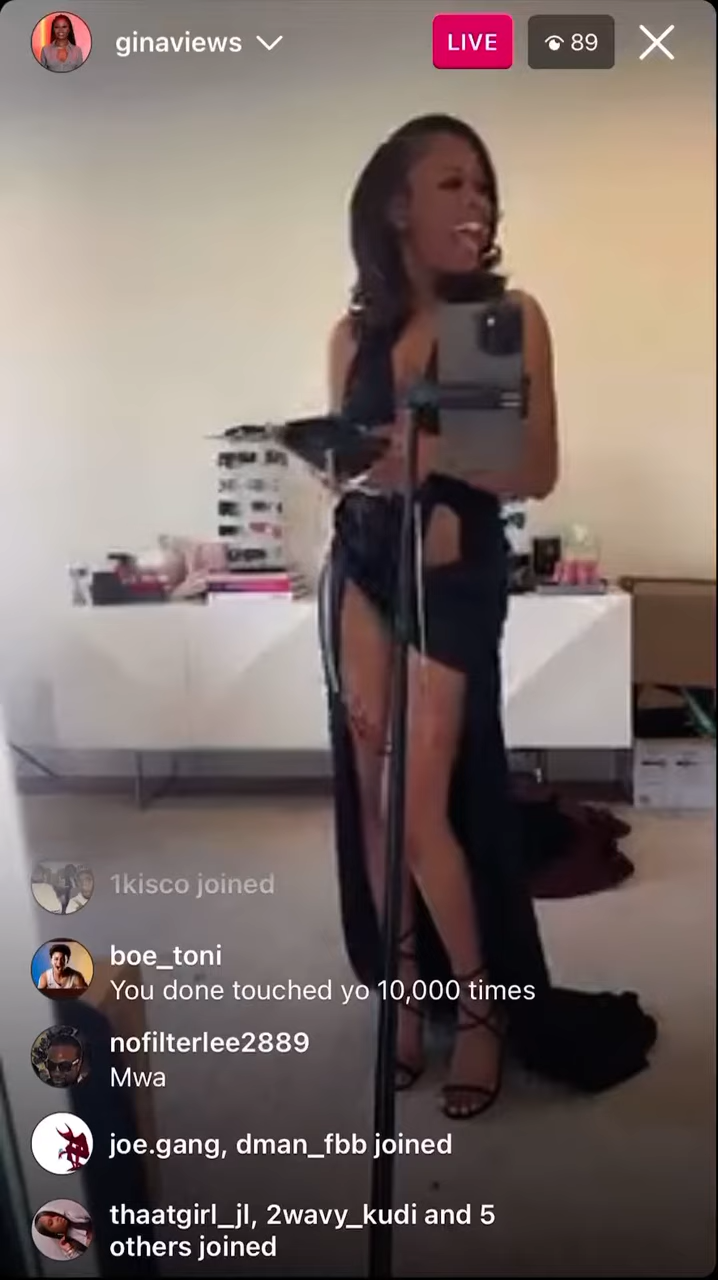 ginaviews
LIVE
89
1kisco joined
boe_toni
You done touched yo 10,000 times
nofilterlee2889
Mwa
joe.gang, dman_fbb joined
thaatgirl_jl, 2wavy_kudi and 5
others joined